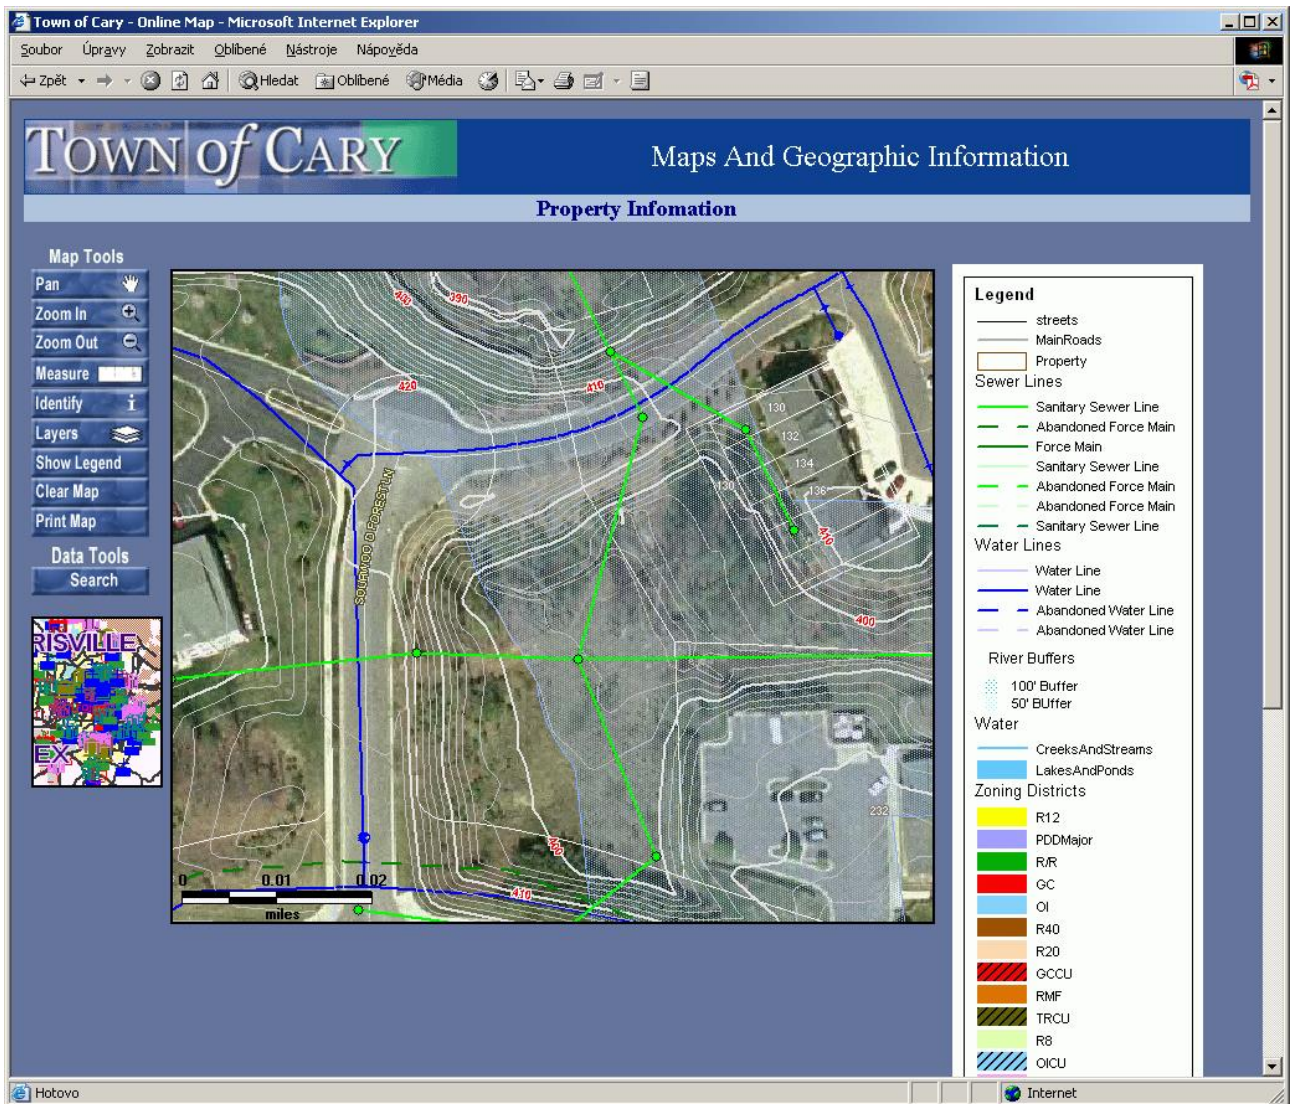 Town of Cary - Online Map - Microsoft Internet Explorer
Soubor Úpravy Zobrazit Oblíbené Nástroje Nápověda
Zpět Hledat Oblíbené Média
TOWN of CARY
Maps And Geographic Information
Property Infomation
Map Tools
Pan
Zoom In
Zoom Out
Measure
Identify i
Layers
Show Legend
Clear Map
Print Map
Data Tools
Search
RISVILLE
EX
400
390
420
410
130
132
134
136
130
410
400
232
410
0 0.01 0.02
miles
Legend
streets
MainRoads
Property
Sewer Lines
Sanitary Sewer Line
Abandoned Force Main
Force Main
Sanitary Sewer Line
Abandoned Force Main
Abandoned Force Main
Sanitary Sewer Line
Water Lines
Water Line
Water Line
Abandoned Water Line
Abandoned Water Line
River Buffers
100' Buffer
50' BUffer
Water
CreeksAndStreams
LakesAndPonds
Zoning Districts
R12
PDDMajor
R/R
GC
OI
R40
R20
GCCU
RMF
TRCU
R8
OICU
Hotovo
Internet